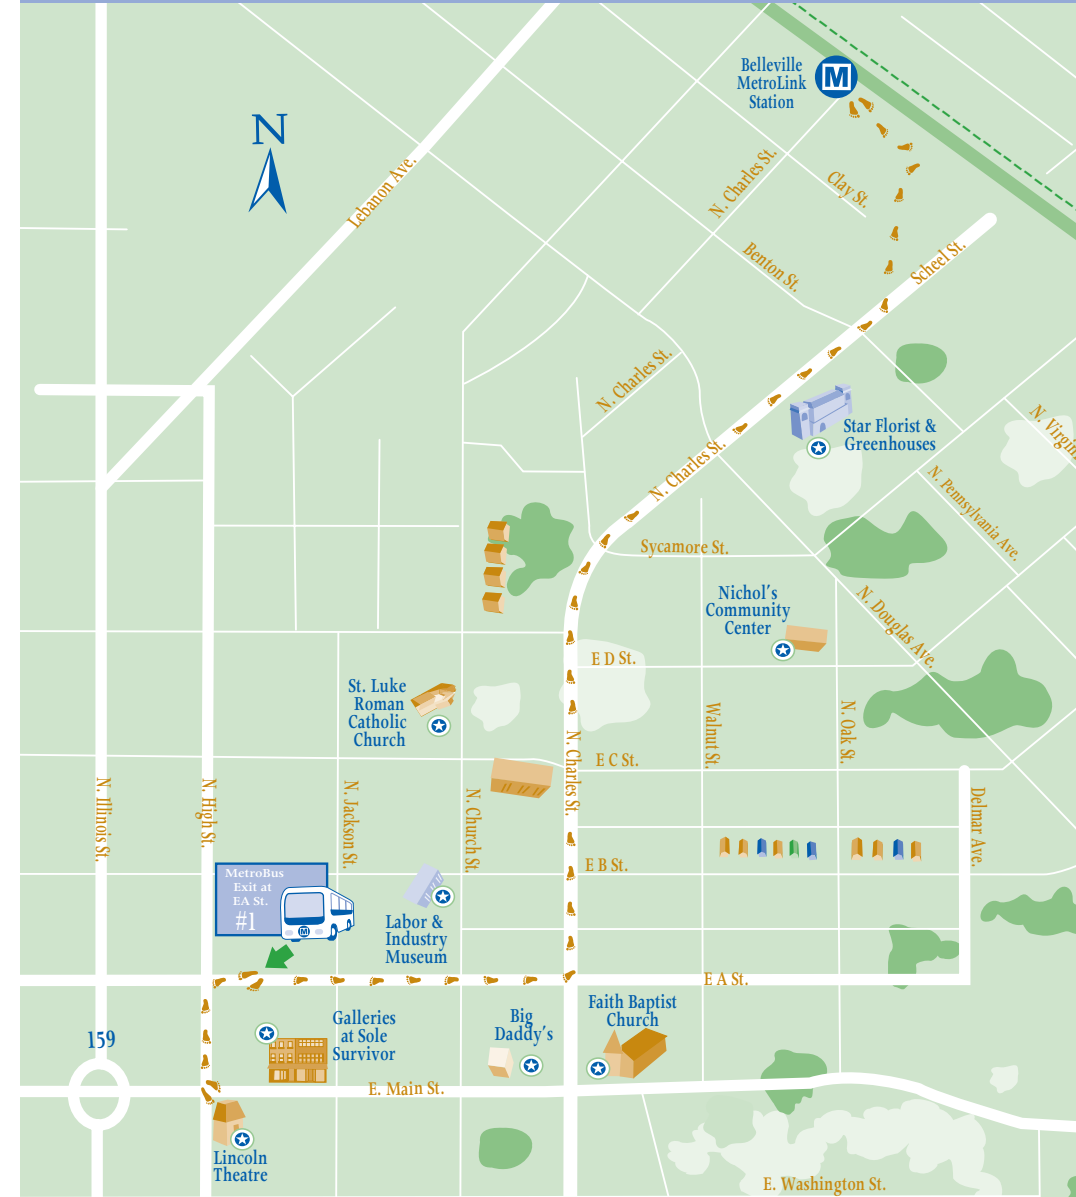 Belleville
MetroLink
Station
M
N
Lebanon Ave.
N. Charles St.
Clay St.
Benton St.
Scheel St.
N. Charles St.
Star Florist &
Greenhouses
N. Virgin
N. Charles St.
N. Pennsylvania Ave.
Sycamore St.
Nichol's
Community
Center
N. Douglas Ave.
E D St.
St. Luke
Roman
Catholic
Church
Walnut St.
N. Oak St.
E C St.
N. Charles St.
N. Illinois St.
N. High St.
N. Jackson St.
N. Church St.
Delmar Ave.
E B St.
MetroBus
Exit at
EA St.
#1
M
Labor &
Industry
Museum
E A St.
Faith Baptist
Church
Galleries
at Sole
Survivor
Big
Daddy's
159
E. Main St.
Lincoln
Theatre
E. Washington St.